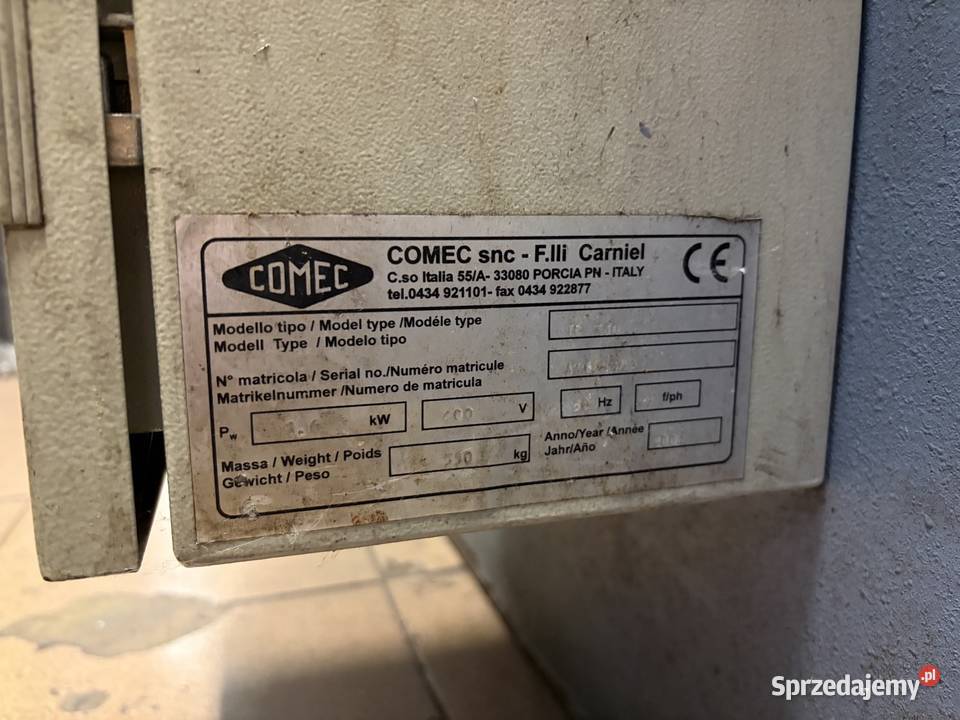 COMEC
COMEC snc - F.lli Carniel
C.so Italia 55/A- 33080 PORCIA PN - ITALY
tel.0434 921101- fax 0434 922877
CE
Modello tipo / Model type /Modéle type
Modell Type / Modelo tipo
N° matricola / Serial no./Numéro matricule
Matrikelnummer /Numero de matricula
Pw kW V Hz f/ph
Massa / Weight / Poids 550 kg
Gewicht / Peso
Anno/Year /Année
Jahr/Año
Sprzedajemy.pl